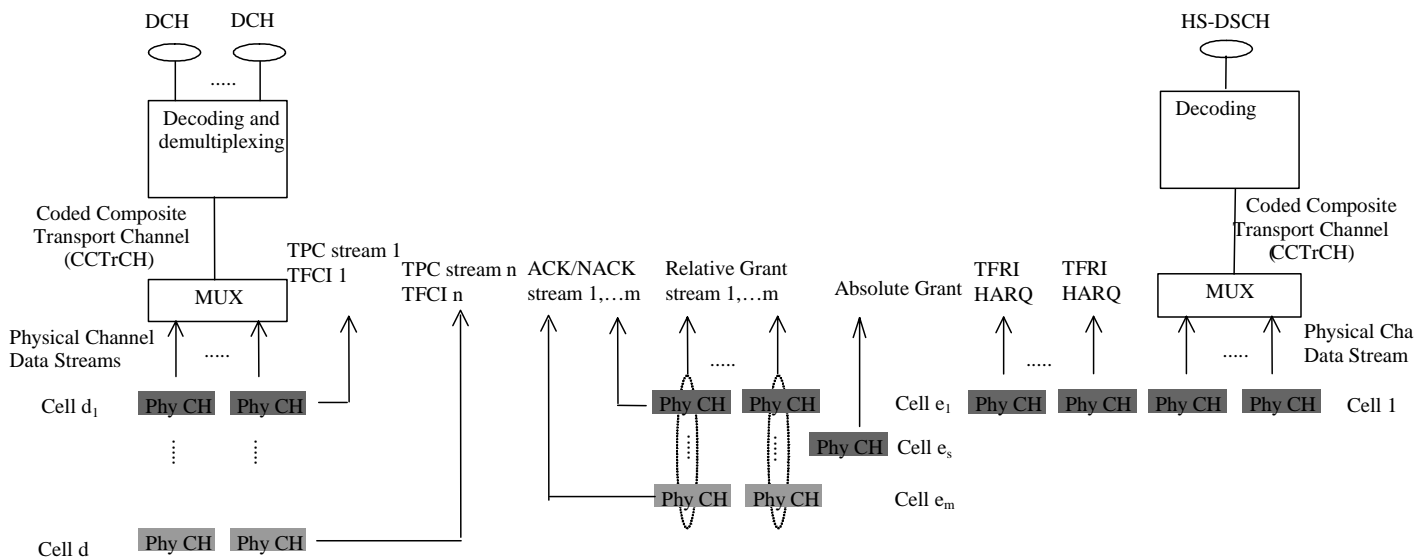 DCH DCH HS-DSCH
.....
Decoding and
demultiplexing
Decoding
Coded Composite
Transport Channel
(CCTrCH)
Coded Composite
Transport Channel
(CCTrCH)
TPC stream 1
TFCI 1
TPC stream n
TFCI n
ACK/NACK
stream 1,…m
Relative Grant
stream 1,…m
Absolute Grant
TFRI
HARQ
TFRI
HARQ
MUX MUX
Physical Channel
Data Streams
.....
.....
.....
.....
Physical Cha
Data Stream
Cell d1 Phy CH Phy CH Phy CH Phy CH Cell e1 Phy CH Phy CH Phy CH Phy CH Cell 1
..... .....
.... ....
Phy CH Cell es
Phy CH Phy CH Cell em
Cell d Phy CH Phy CH